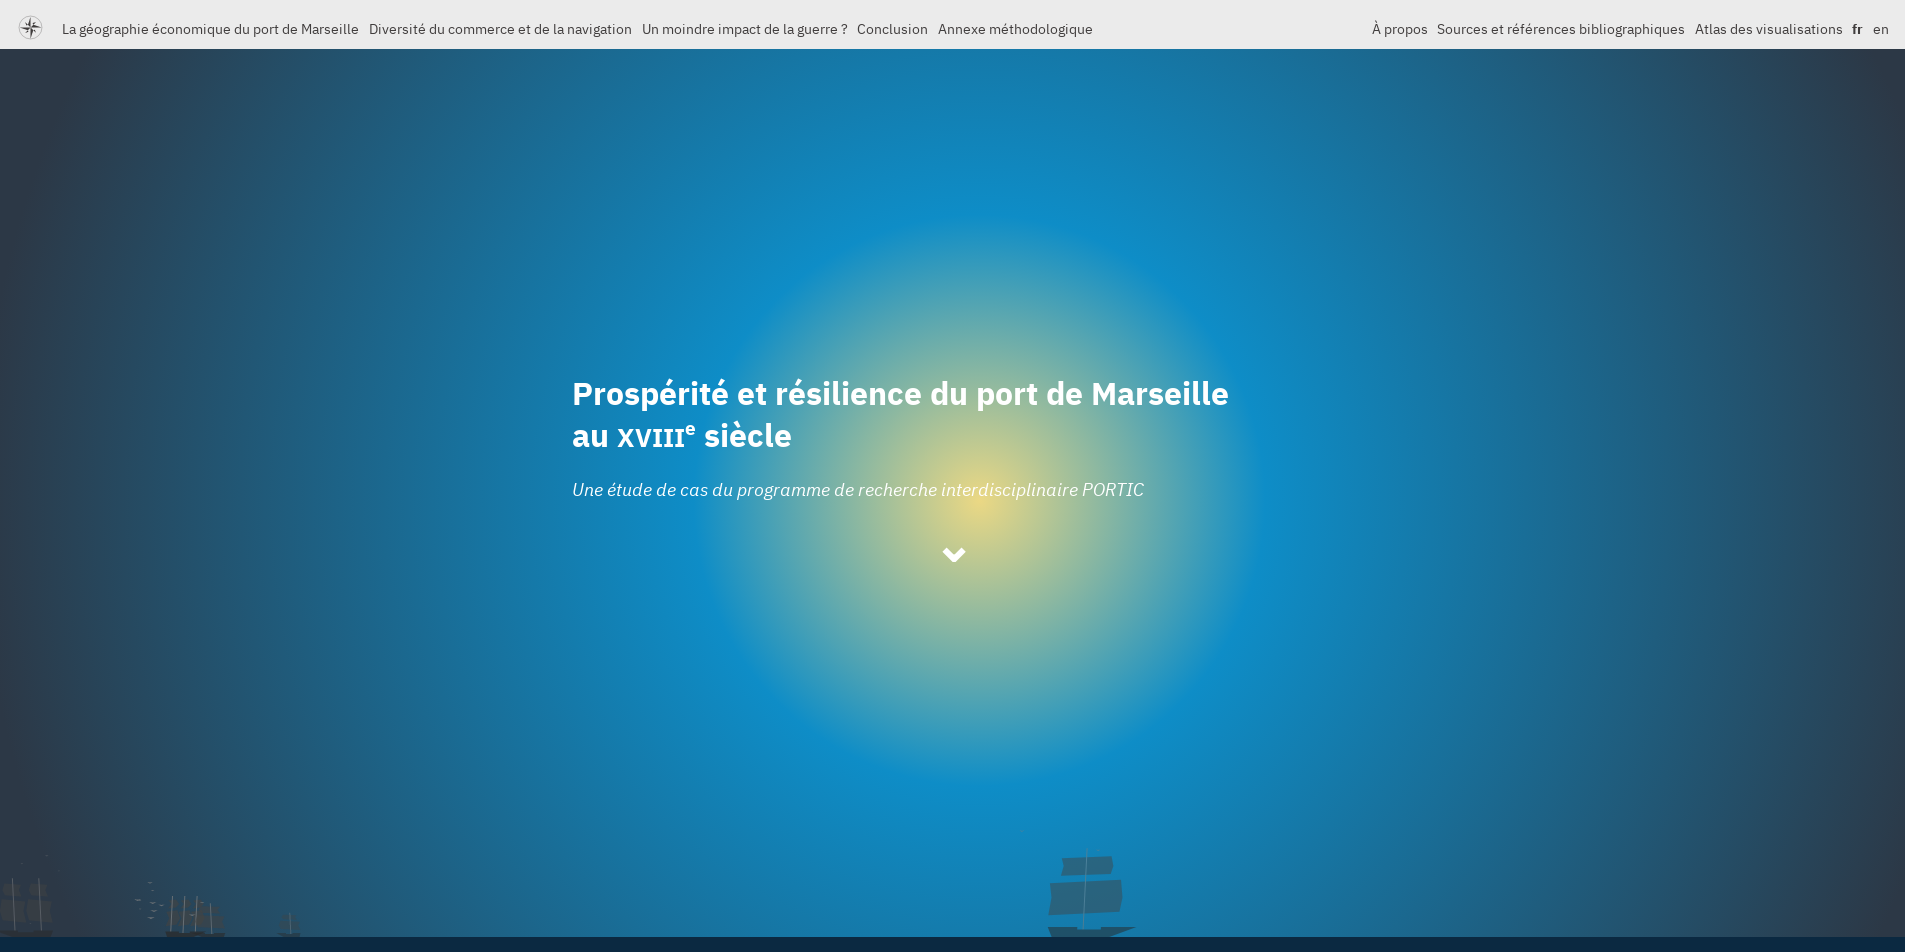 La géographie économique du port de Marseille Diversité du commerce et de la navigation Un moindre impact de la guerre ? Conclusion Annexe méthodologique À propos Sources et références bibliographiques Atlas des visualisations fr en
Prospérité et résilience du port de Marseille
au XVIIIe siècle
Une étude de cas du programme de recherche interdisciplinaire PORTIC